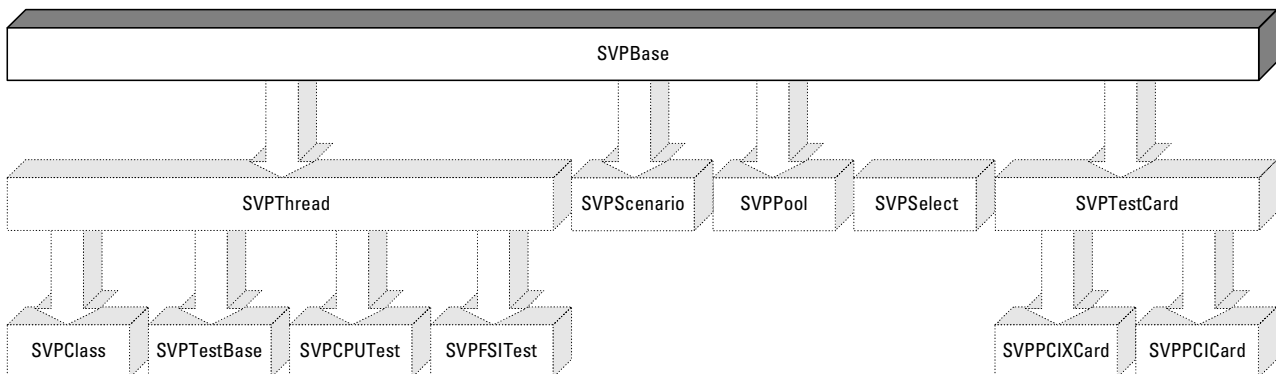 SVPBase
SVPThread
SVPScenario
SVPPool
SVPSelect
SVPTestCard
SVPClass
SVPTestBase
SVPCPUTest
SVPFSITest
SVPPCIXCard
SVPPCICard